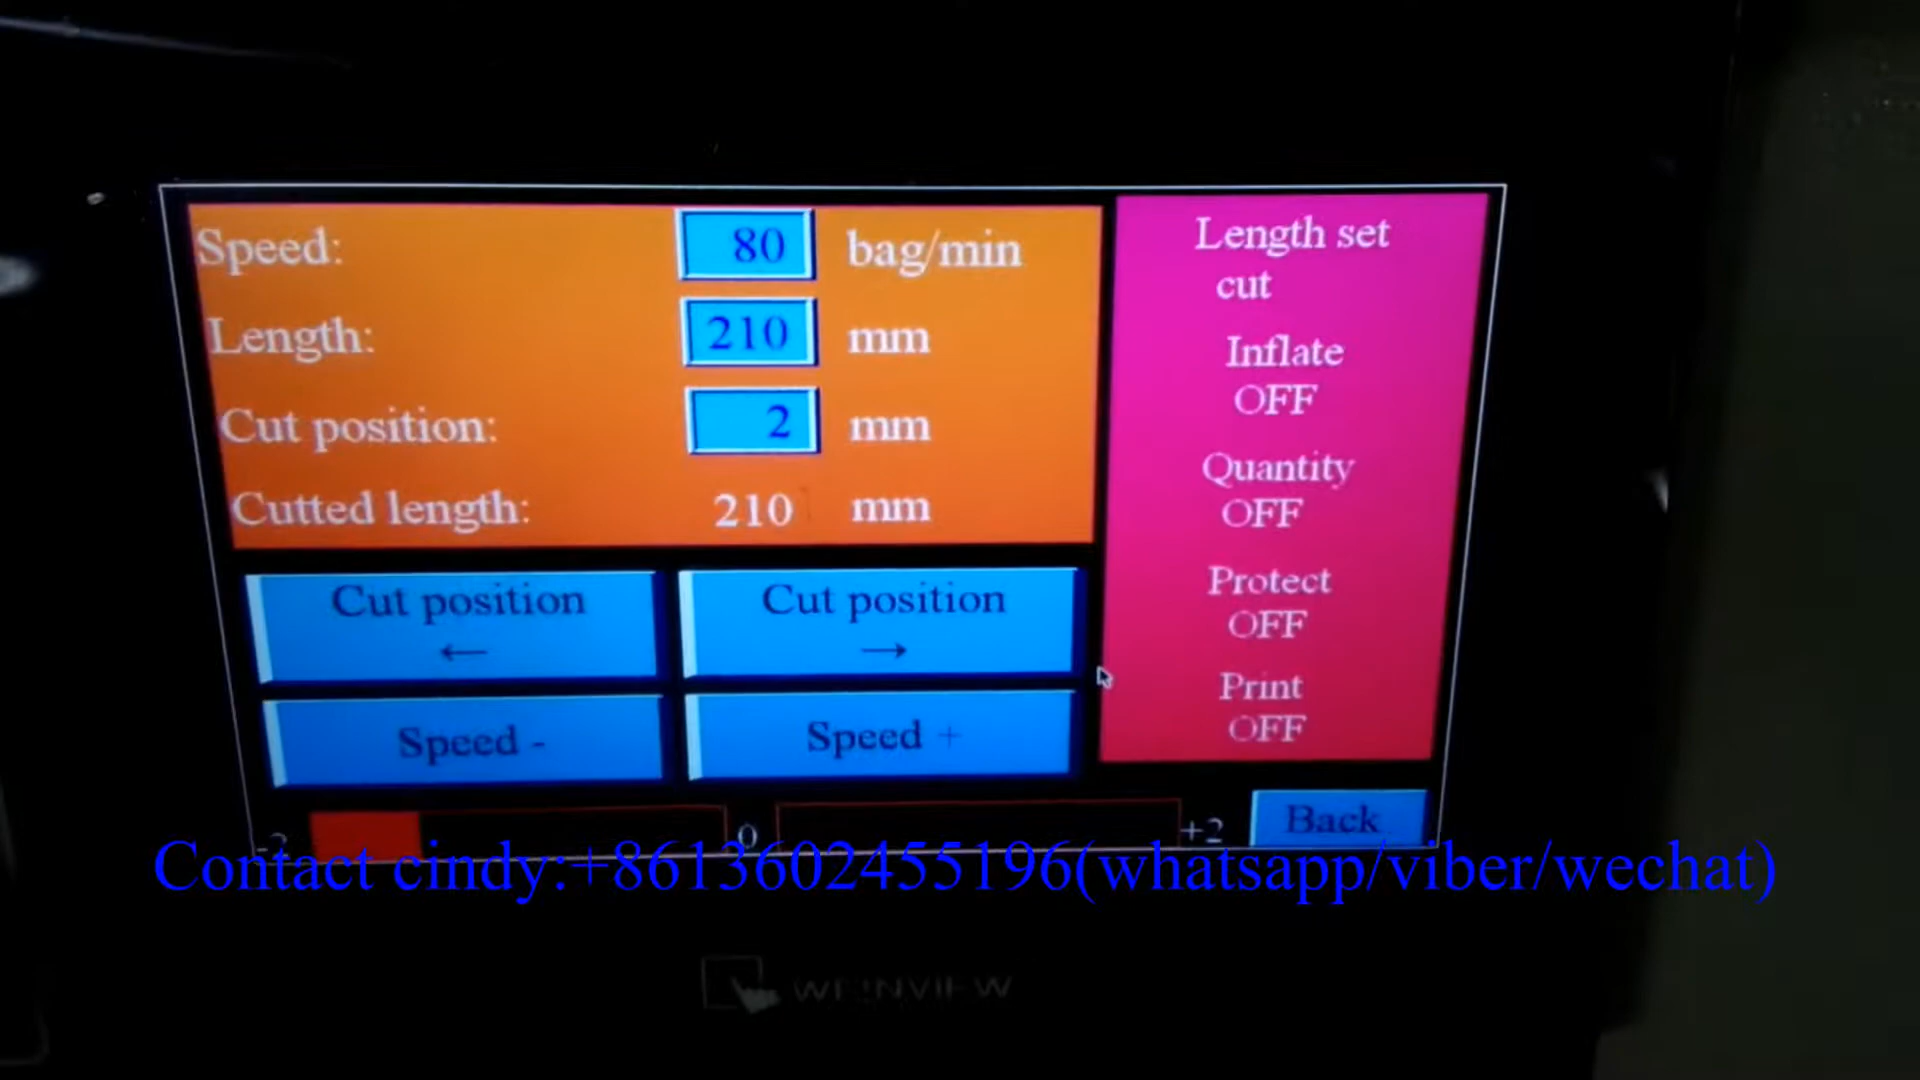 Speed: 80 bag/min
Length: 210 mm
Cut position: 2 mm
Cutted length: 210 mm
Cut position
←
Cut position
→
Speed -
Speed +
Length set
cut
Inflate
OFF
Quantity
OFF
Protect
OFF
Print
OFF
-2 0 +2
Back
Contact cindy:+8613602455196(whatsapp/viber/wechat)
WEINVIEW